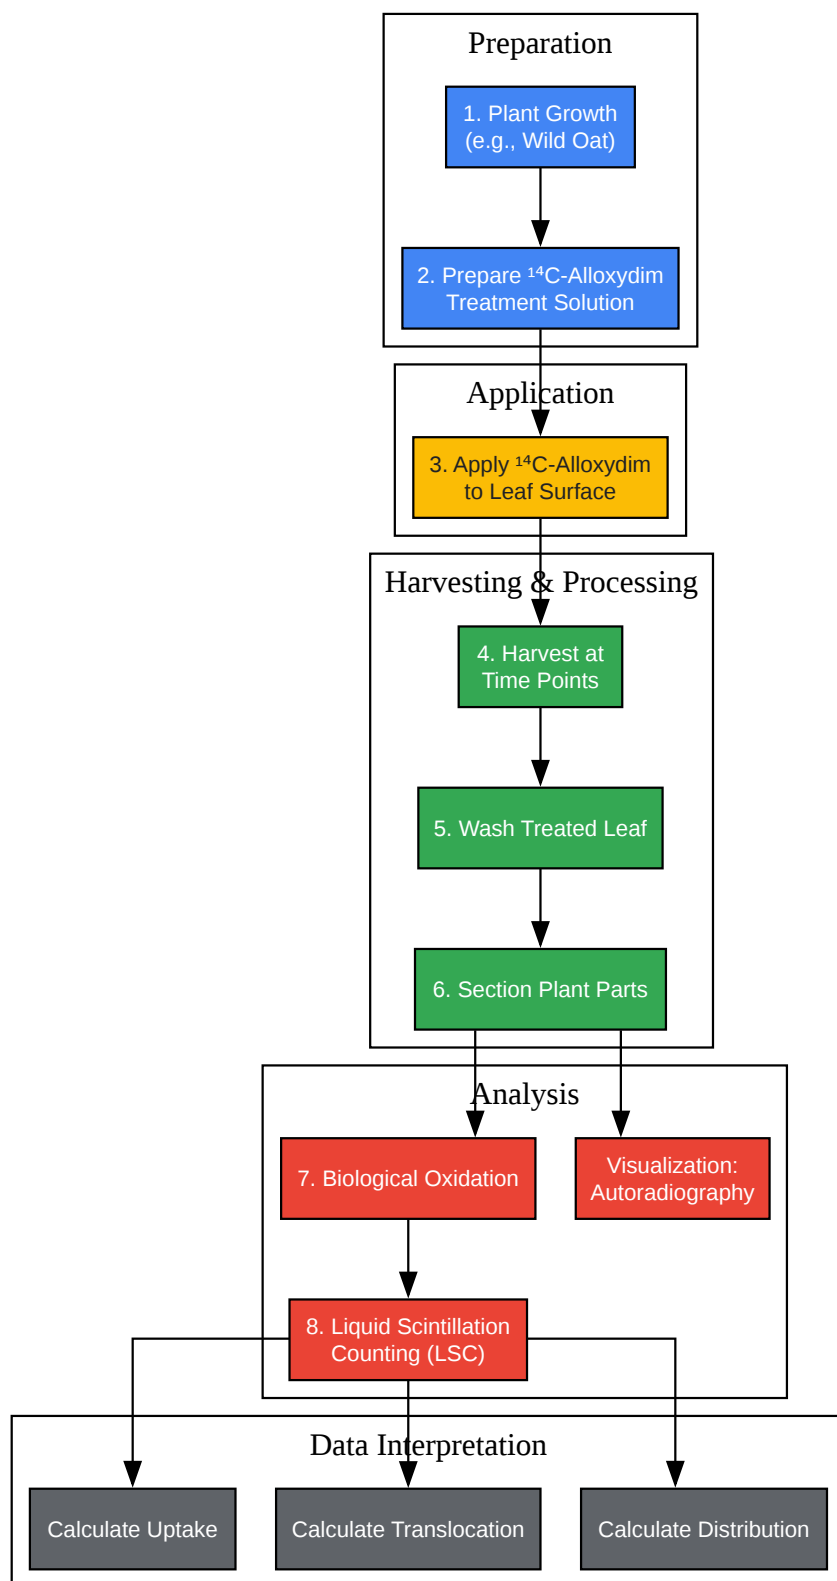 Preparation
1. Plant Growth
(e.g., Wild Oat)
2. Prepare ¹⁴C-Alloxydim
Treatment Solution
Application
3. Apply ¹⁴C-Alloxydim
to Leaf Surface
Harvesting & Processing
4. Harvest at
Time Points
5. Wash Treated Leaf
6. Section Plant Parts
Analysis
7. Biological Oxidation
Visualization:
Autoradiography
8. Liquid Scintillation
Counting (LSC)
Data Interpretation
Calculate Uptake
Calculate Translocation
Calculate Distribution